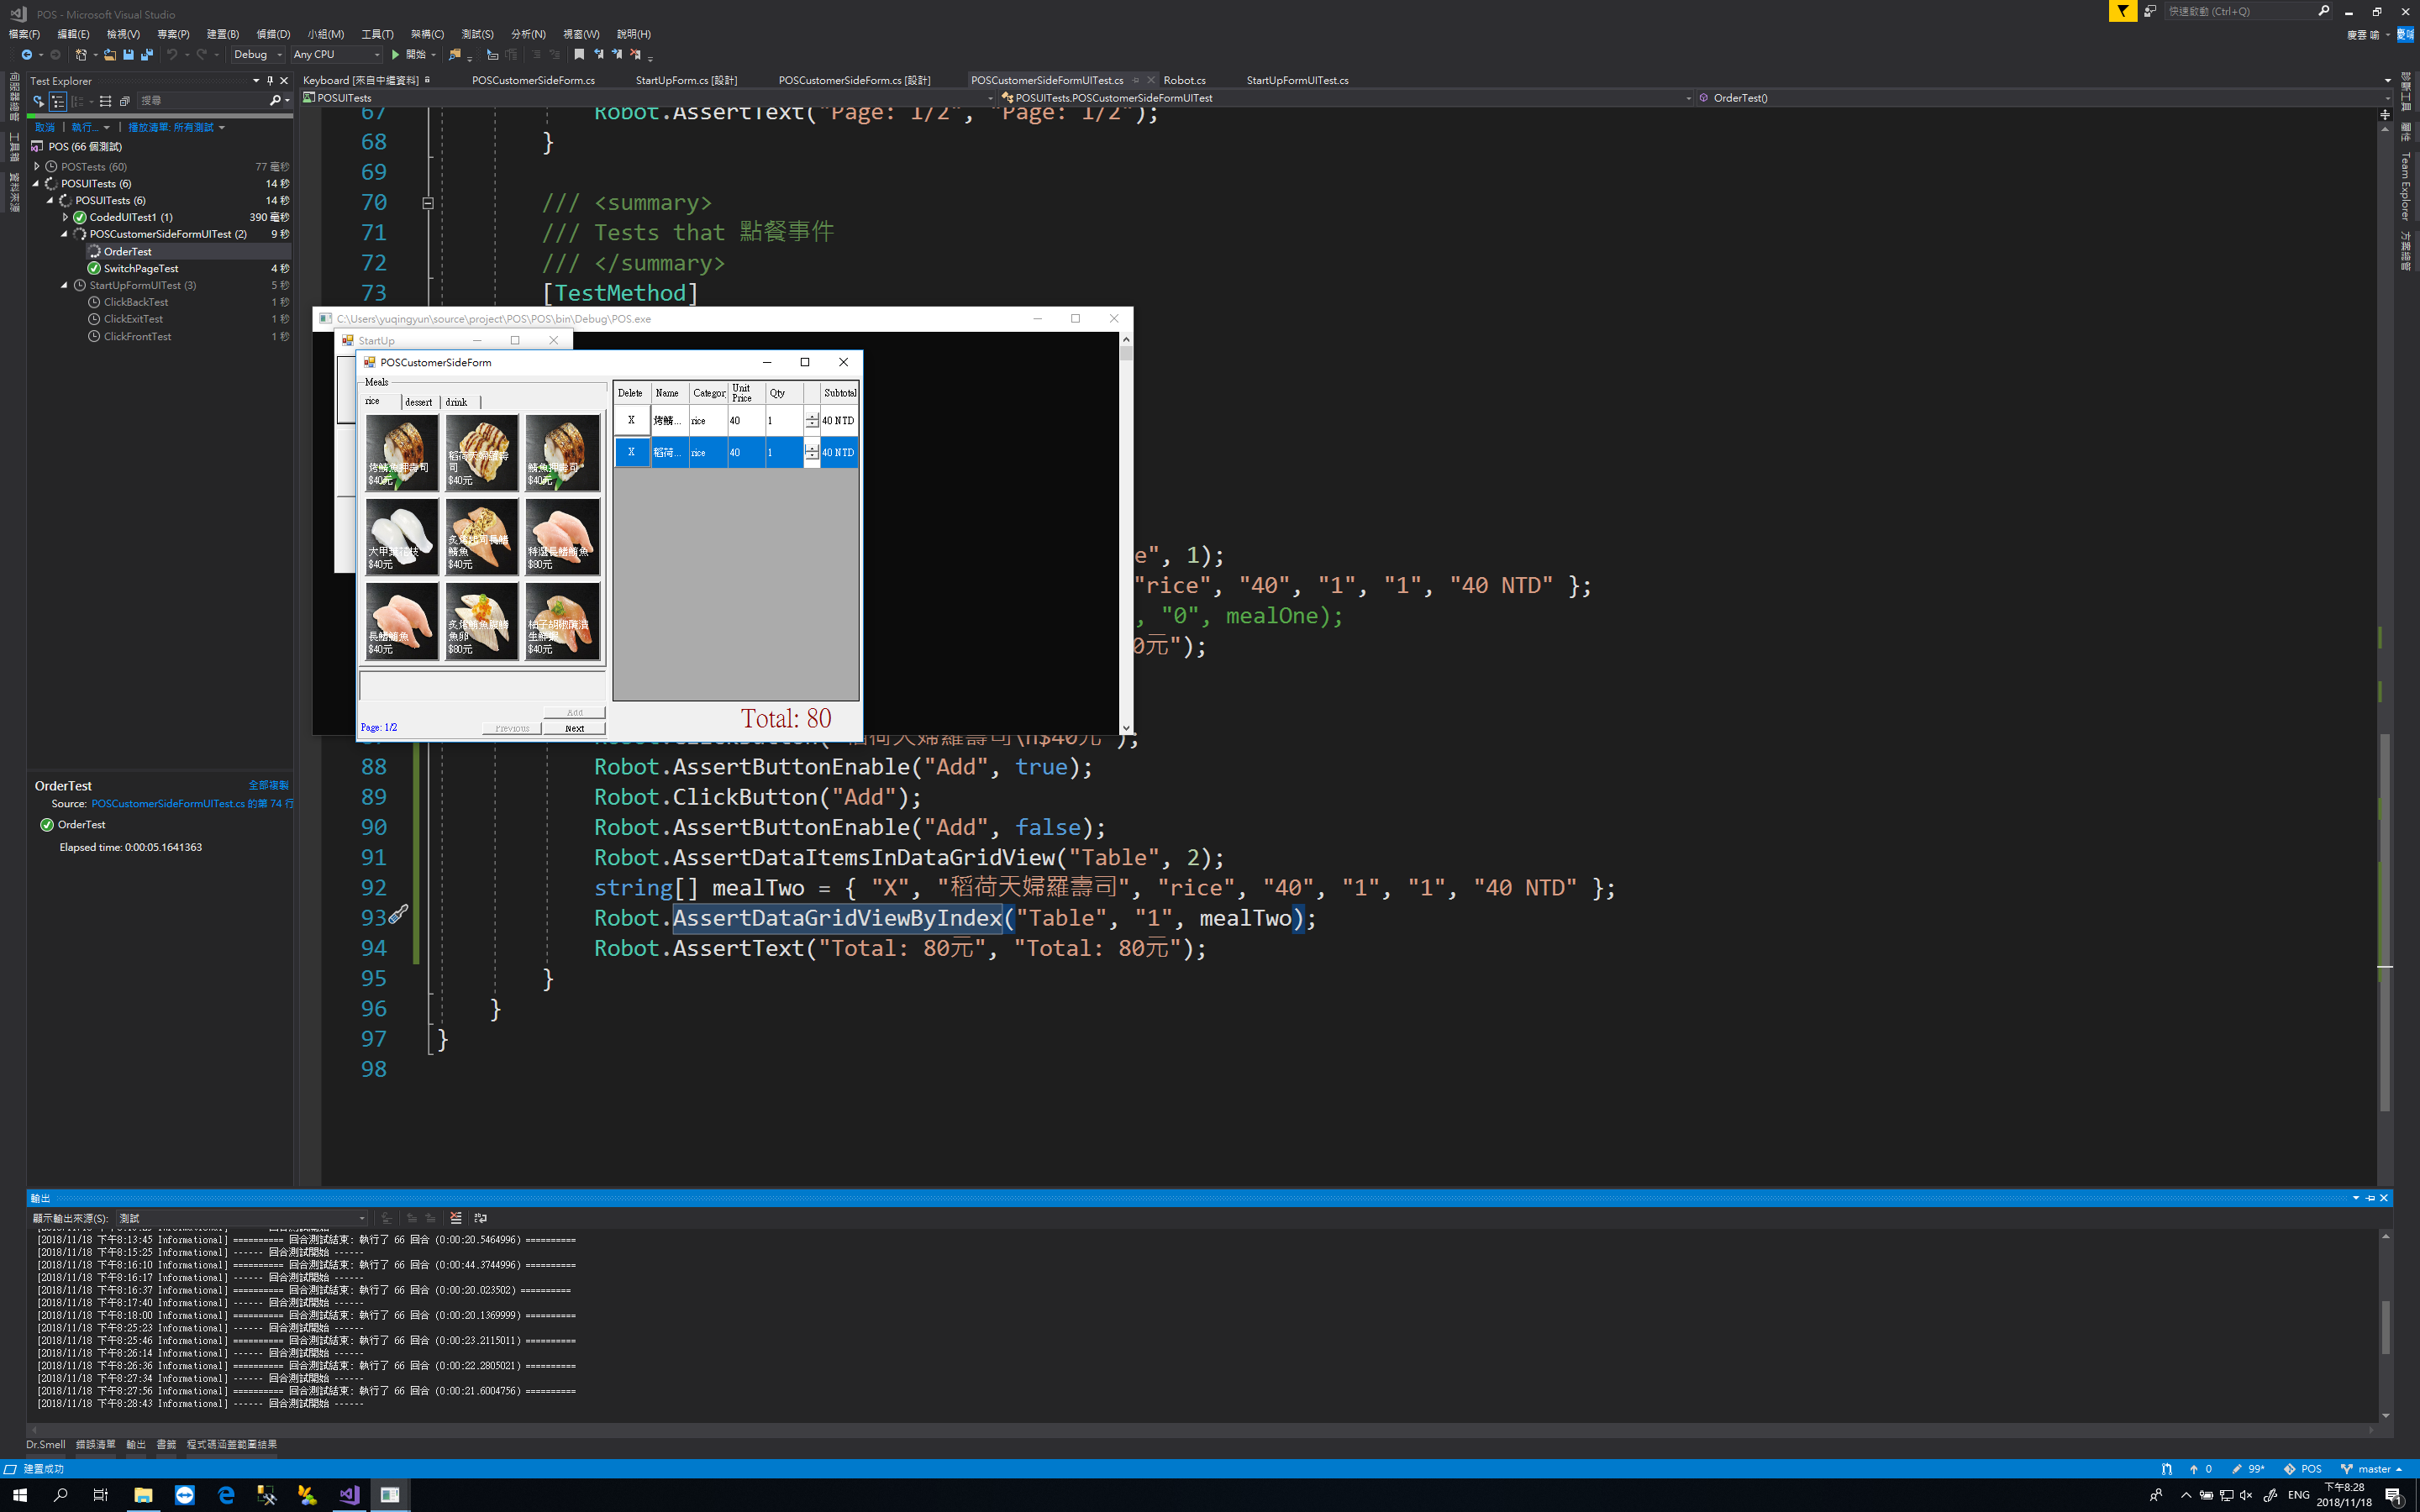 POS - Microsoft Visual Studio
快速啟動 (Ctrl+Q)
檔案(F) 編輯(E) 檢視(V) 專案(P) 建置(B) 偵錯(D) 小組(M) 工具(T) 架構(C) 測試(S) 分析(N) 視窗(W) 說明(H)
慶雲 喻
Debug Any CPU 開始
Test Explorer
搜尋
取消 | 執行... | 播放清單: 所有測試
POS (66 個測試)
POSTests (60) 77 毫秒
POSUITests (6) 14 秒
POSUITests (6) 14 秒
CodedUITest1 (1) 390 毫秒
POSCustomerSideFormUITest (2) 9 秒
OrderTest
SwitchPageTest 4 秒
StartUpFormUITest (3) 5 秒
ClickBackTest 1 秒
ClickExitTest 1 秒
ClickFrontTest 1 秒
OrderTest 全部複製
Source: POSCustomerSideFormUITest.cs 的第 74 行
OrderTest
Elapsed time: 0:00:05.1641363
Keyboard [來自中繼資料] POSCustomerSideForm.cs StartUpForm.cs [設計] POSCustomerSideForm.cs [設計] POSCustomerSideFormUITest.cs Robot.cs StartUpFormUITest.cs
POSUITests POSUITests.POSCustomerSideFormUITest OrderTest()
67 Robot.AssertText("Page: 1/2", "Page: 1/2");
68 }
69
70 /// <summary>
71 /// Tests that 點餐事件
72 /// </summary>
73 [TestMethod]
C:\Users\yuqingyun\source\project\POS\POS\bin\Debug\POS.exe
StartUp
POSCustomerSideForm
Meals
rice dessert drink
烤鯖魚押壽司
$40元
稻荷天婦羅壽司
$40元
鯖魚押壽司
$40元
$40元
$40元
特選長鰭鮪魚
$80元
長鰭鮪魚
$40元
$80元
$40元
Add
Page: 1/2 Previous Next
Delete Name Categor Unit Price Qty Subtotal
X 烤鯖... rice 40 1 40 NTD
X 稻荷... rice 40 1 40 NTD
Total: 80
e", 1);
"rice", "40", "1", "1", "40 NTD" };
, "0", mealOne);
0元");
87 Robot.ClickButton("稻荷天婦羅壽司\n$40元");
88 Robot.AssertButtonEnable("Add", true);
89 Robot.ClickButton("Add");
90 Robot.AssertButtonEnable("Add", false);
91 Robot.AssertDataItemsInDataGridView("Table", 2);
92 string[] mealTwo = { "X", "稻荷天婦羅壽司", "rice", "40", "1", "1", "40 NTD" };
93 Robot.AssertDataGridViewByIndex("Table", "1", mealTwo);
94 Robot.AssertText("Total: 80元", "Total: 80元");
95 }
96 }
97 }
98
Team Explorer
輸出
顯示輸出來源(S): 測試
[2018/11/18 下午8:13:45 Informational] ========== 回合測試結束: 執行了 66 回合 (0:00:20.5464996) ==========
[2018/11/18 下午8:15:25 Informational] ------ 回合測試開始 ------
[2018/11/18 下午8:16:10 Informational] ========== 回合測試結束: 執行了 66 回合 (0:00:44.3744996) ==========
[2018/11/18 下午8:16:17 Informational] ------ 回合測試開始 ------
[2018/11/18 下午8:16:37 Informational] ========== 回合測試結束: 執行了 66 回合 (0:00:20.023502) ==========
[2018/11/18 下午8:17:40 Informational] ------ 回合測試開始 ------
[2018/11/18 下午8:18:00 Informational] ========== 回合測試結束: 執行了 66 回合 (0:00:20.1369999) ==========
[2018/11/18 下午8:25:23 Informational] ------ 回合測試開始 ------
[2018/11/18 下午8:25:46 Informational] ========== 回合測試結束: 執行了 66 回合 (0:00:23.2115011) ==========
[2018/11/18 下午8:26:14 Informational] ------ 回合測試開始 ------
[2018/11/18 下午8:26:36 Informational] ========== 回合測試結束: 執行了 66 回合 (0:00:22.2805021) ==========
[2018/11/18 下午8:27:34 Informational] ------ 回合測試開始 ------
[2018/11/18 下午8:27:56 Informational] ========== 回合測試結束: 執行了 66 回合 (0:00:21.6004756) ==========
[2018/11/18 下午8:28:43 Informational] ------ 回合測試開始 ------
Dr.Smell 錯誤清單 輸出 書籤 程式碼涵蓋範圍結果
建置成功
0 99* POS master
ENG 下午8:28
2018/11/18